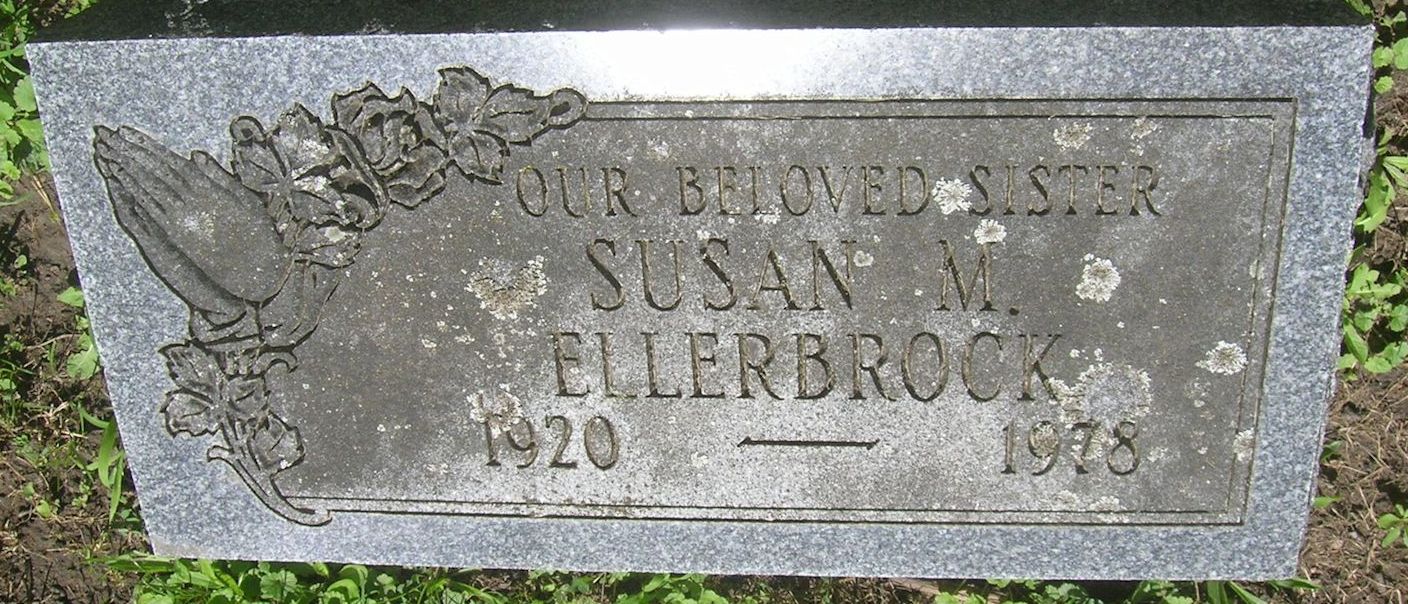 OUR BELOVED SISTER
SUSAN M.
ELLERBROCK
1920 — 1978